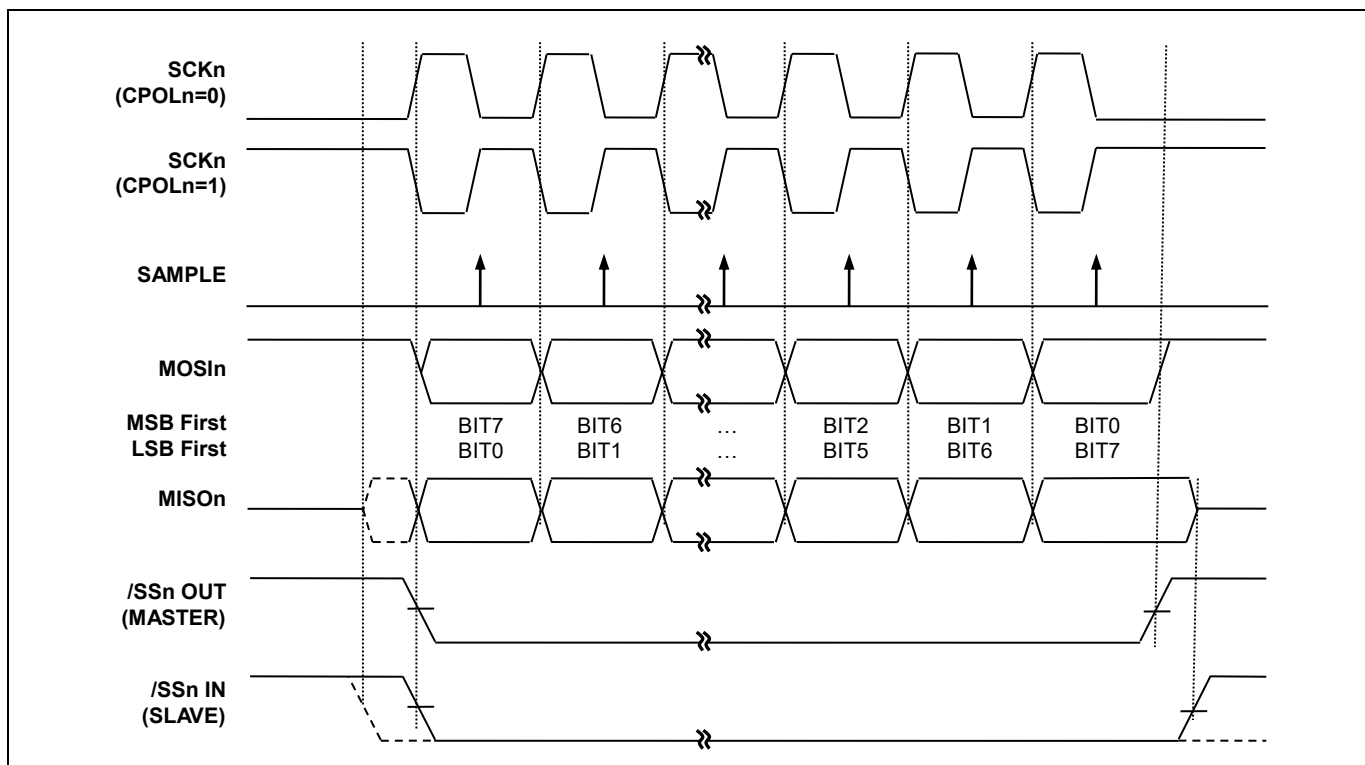 SCKn
(CPOLn=0)
SCKn
(CPOLn=1)
SAMPLE
MOSIn
MSB First BIT7 BIT6 … BIT2 BIT1 BIT0
LSB First BIT0 BIT1 … BIT5 BIT6 BIT7
MISOn
/SSn OUT
(MASTER)
/SSn IN
(SLAVE)